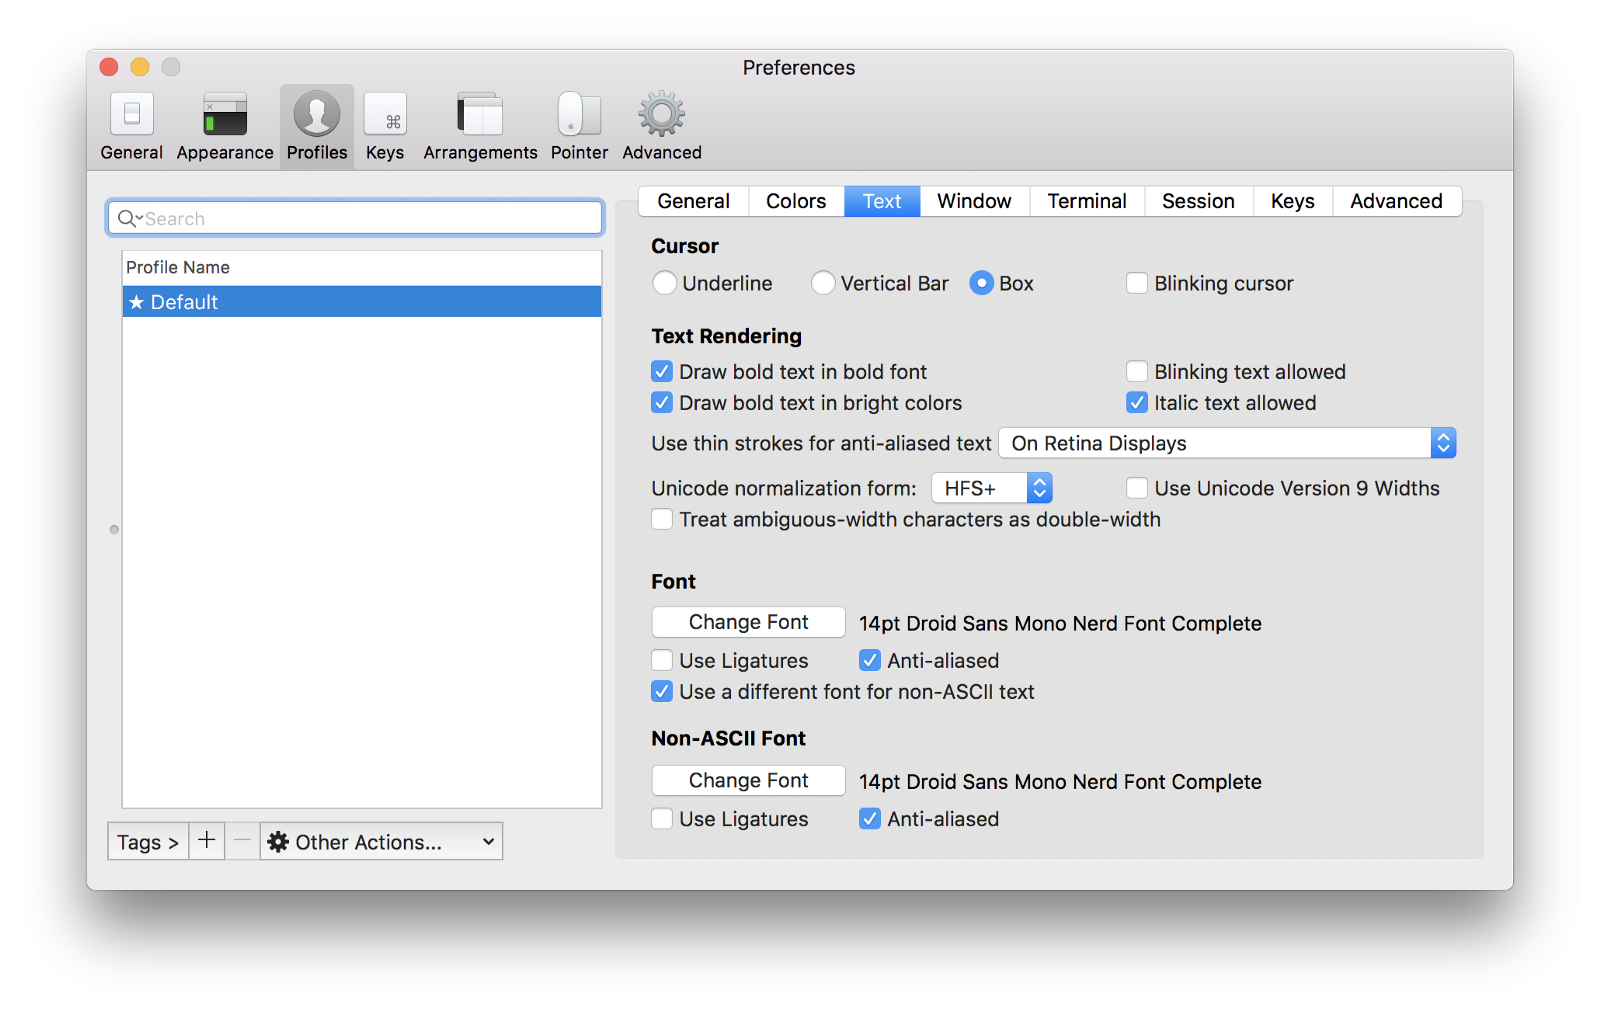 Preferences
General Appearance Profiles Keys Arrangements Pointer Advanced
Search
Profile Name
★ Default
Tags > + − Other Actions...
General Colors Text Window Terminal Session Keys Advanced
Cursor
Underline Vertical Bar Box Blinking cursor
Text Rendering
Draw bold text in bold font Blinking text allowed
Draw bold text in bright colors Italic text allowed
Use thin strokes for anti-aliased text On Retina Displays
Unicode normalization form: HFS+ Use Unicode Version 9 Widths
Treat ambiguous-width characters as double-width
Font
Change Font 14pt Droid Sans Mono Nerd Font Complete
Use Ligatures Anti-aliased
Use a different font for non-ASCII text
Non-ASCII Font
Change Font 14pt Droid Sans Mono Nerd Font Complete
Use Ligatures Anti-aliased